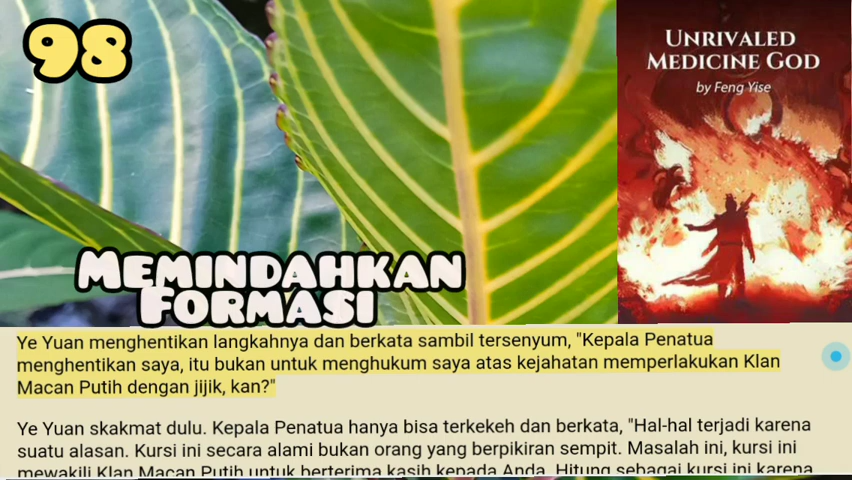 98
UNRIVALED
MEDICINE GOD
by Feng Yise
MEMINDAHKAN
FORMASI
Ye Yuan menghentikan langkahnya dan berkata sambil tersenyum, "Kepala Penatua
menghentikan saya, itu bukan untuk menghukum saya atas kejahatan memperlakukan Klan
Macan Putih dengan jijik, kan?"
Ye Yuan skakmat dulu. Kepala Penatua hanya bisa terkekeh dan berkata, "Hal-hal terjadi karena
suatu alasan. Kursi ini secara alami bukan orang yang berpikiran sempit. Masalah ini, kursi ini
mewakili Klan Macan Putih untuk berterima kasih kepada Anda. Hitung sebagai kursi ini karena